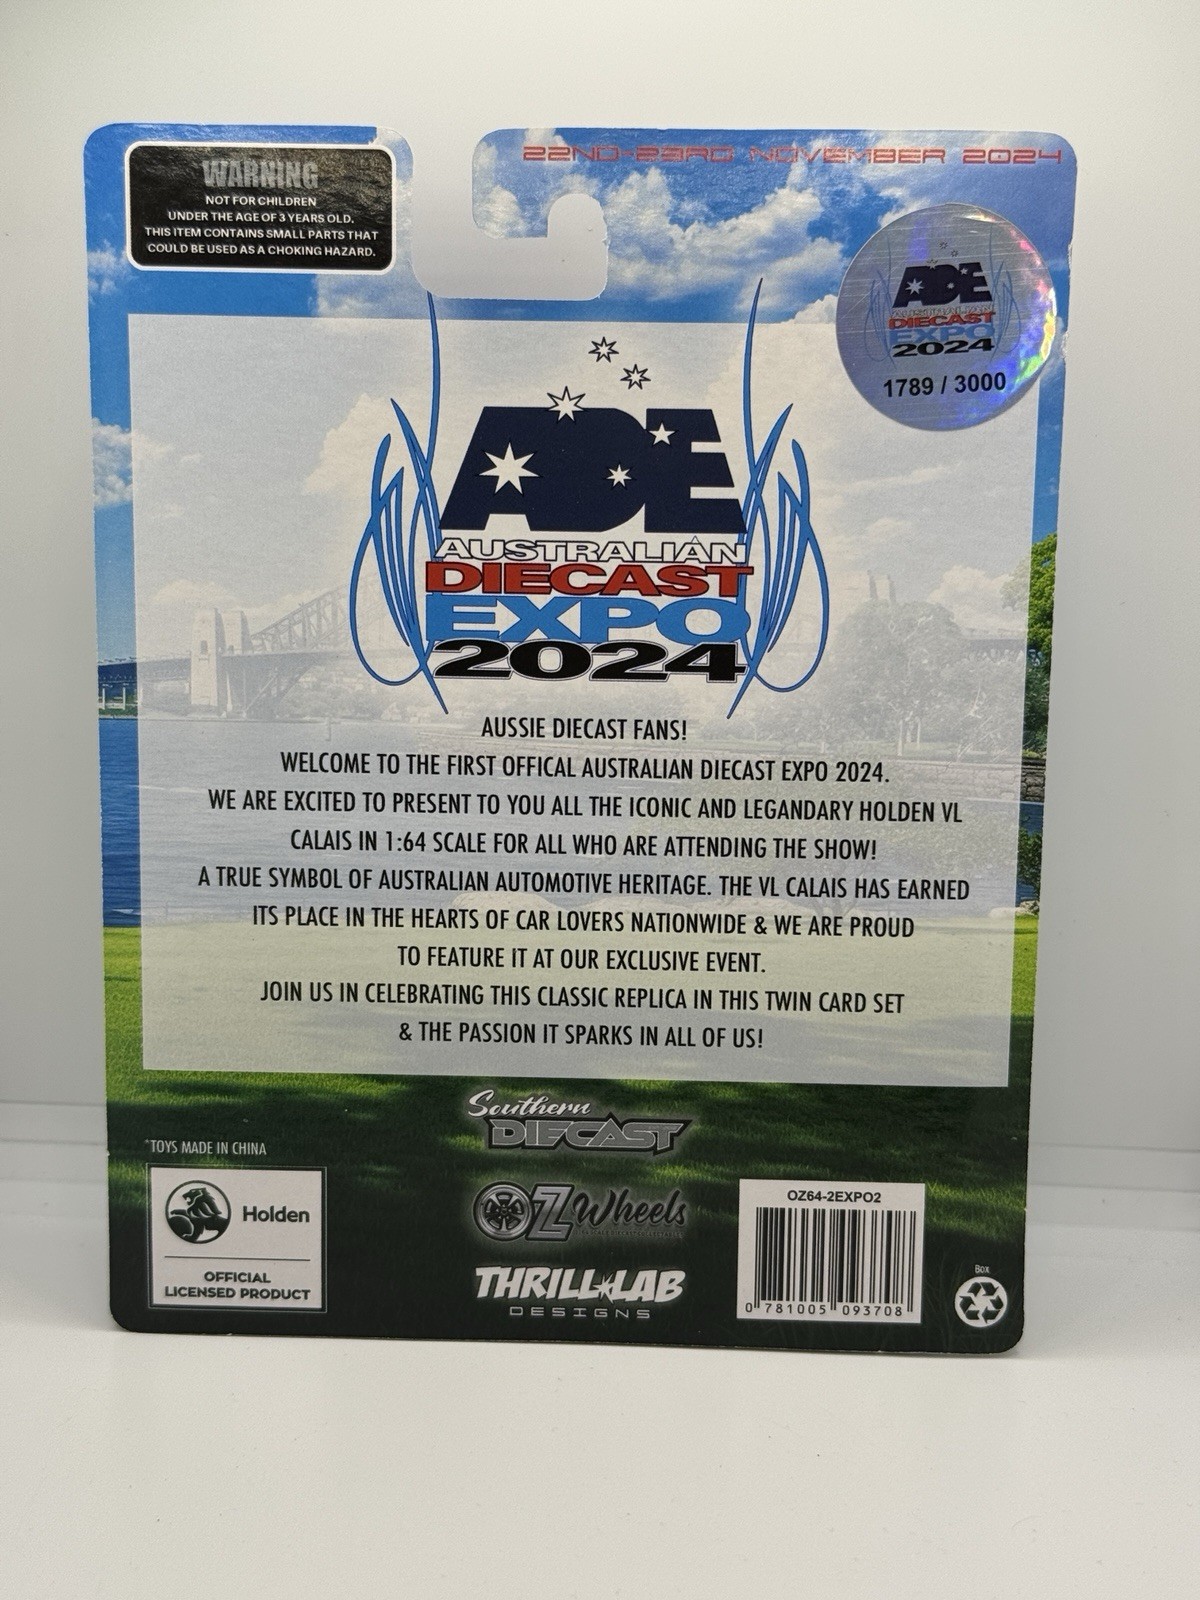 WARNING
NOT FOR CHILDREN
UNDER THE AGE OF 3 YEARS OLD.
THIS ITEM CONTAINS SMALL PARTS THAT
COULD BE USED AS A CHOKING HAZARD.
22ND-23RD NOVEMBER 2024
ADE
AUSTRALIAN
DIECAST
EXPO
2024
1789 / 3000
ADE
AUSTRALIAN
DIECAST
EXPO
2024
AUSSIE DIECAST FANS!
WELCOME TO THE FIRST OFFICAL AUSTRALIAN DIECAST EXPO 2024.
WE ARE EXCITED TO PRESENT TO YOU ALL THE ICONIC AND LEGANDARY HOLDEN VL
CALAIS IN 1:64 SCALE FOR ALL WHO ARE ATTENDING THE SHOW!
A TRUE SYMBOL OF AUSTRALIAN AUTOMOTIVE HERITAGE. THE VL CALAIS HAS EARNED
ITS PLACE IN THE HEARTS OF CAR LOVERS NATIONWIDE & WE ARE PROUD
TO FEATURE IT AT OUR EXCLUSIVE EVENT.
JOIN US IN CELEBRATING THIS CLASSIC REPLICA IN THIS TWIN CARD SET
& THE PASSION IT SPARKS IN ALL OF US!
Southern
DIECAST
*TOYS MADE IN CHINA
Holden
OFFICIAL
LICENSED PRODUCT
OZ Wheels
THRILL LAB
DESIGNS
OZ64-2EXPO2
0 781005 093708
Box